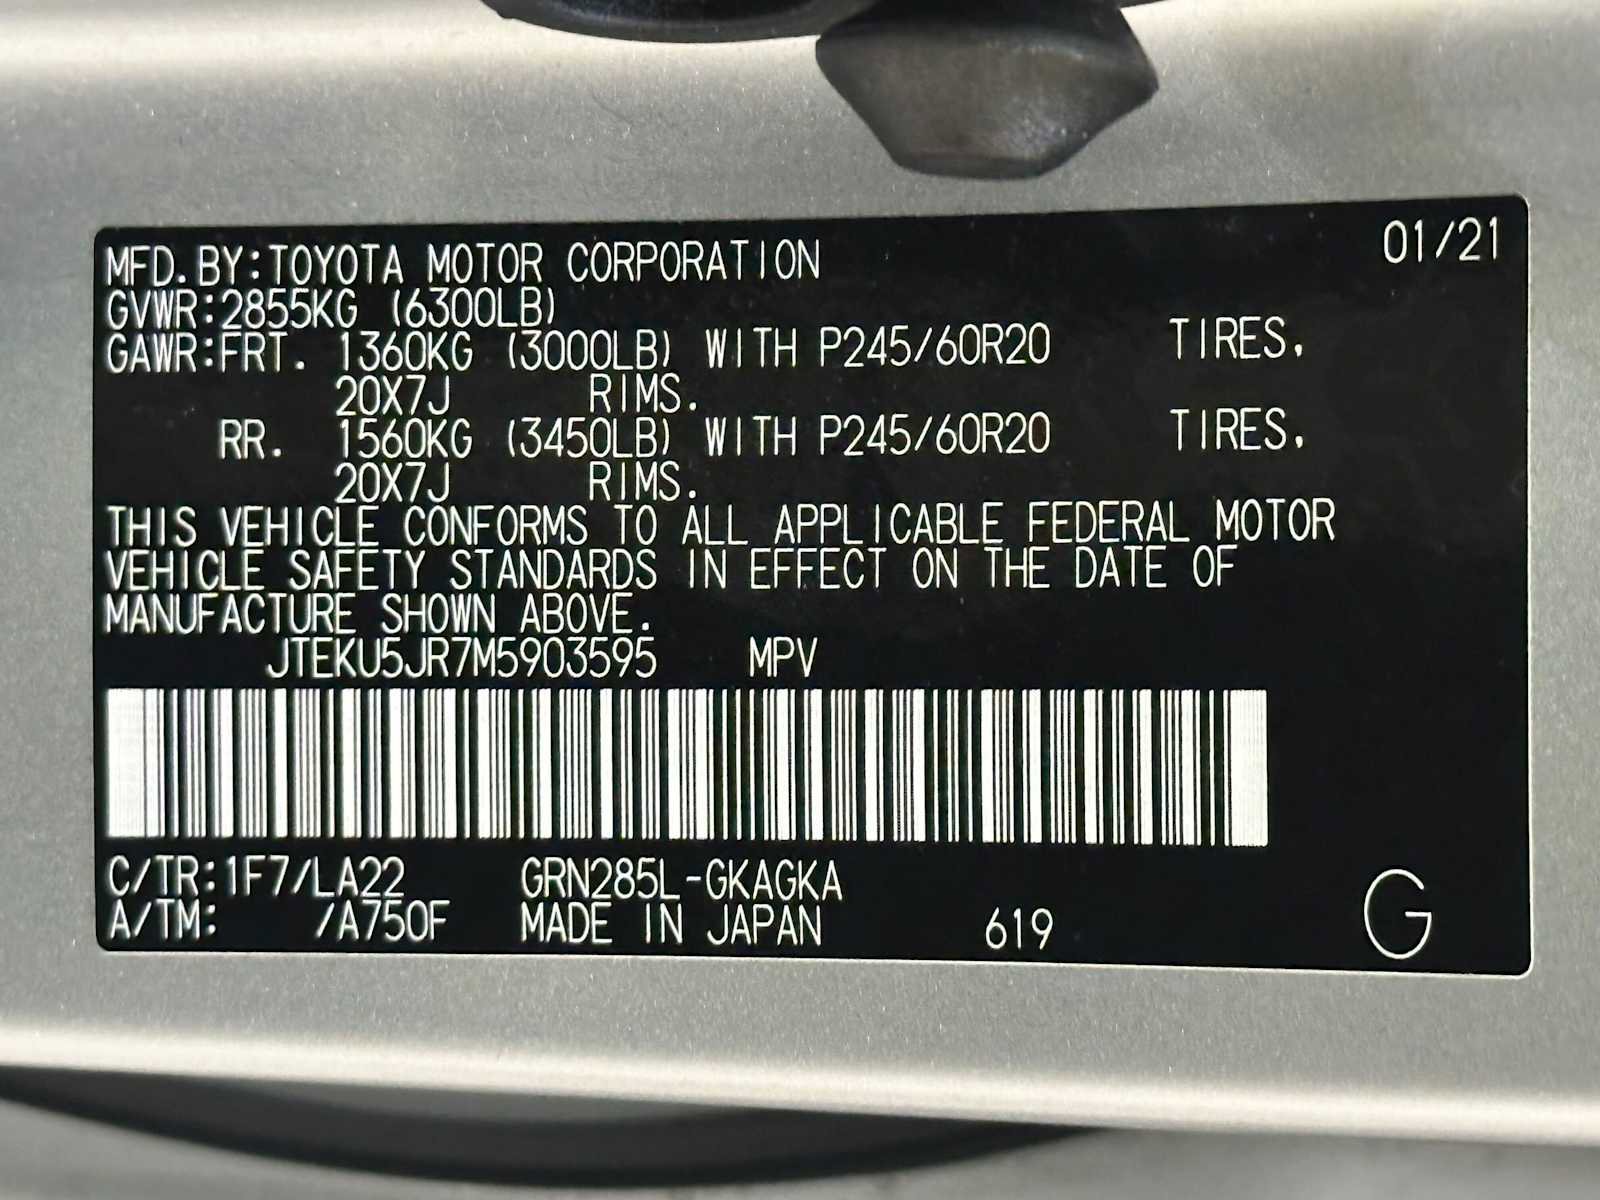 01/21
MFD.BY:TOYOTA MOTOR CORPORATION
GVWR:2855KG (6300LB)
GAWR:FRT. 1360KG (3000LB) WITH P245/60R20 TIRES,
20X7J RIMS.
RR. 1560KG (3450LB) WITH P245/60R20 TIRES,
20X7J RIMS.
THIS VEHICLE CONFORMS TO ALL APPLICABLE FEDERAL MOTOR
VEHICLE SAFETY STANDARDS IN EFFECT ON THE DATE OF
MANUFACTURE SHOWN ABOVE.
JTEKU5JR7M5903595 MPV
C/TR:1F7/LA22 GRN285L-GKAGKA
A/TM: /A750F MADE IN JAPAN 619 G